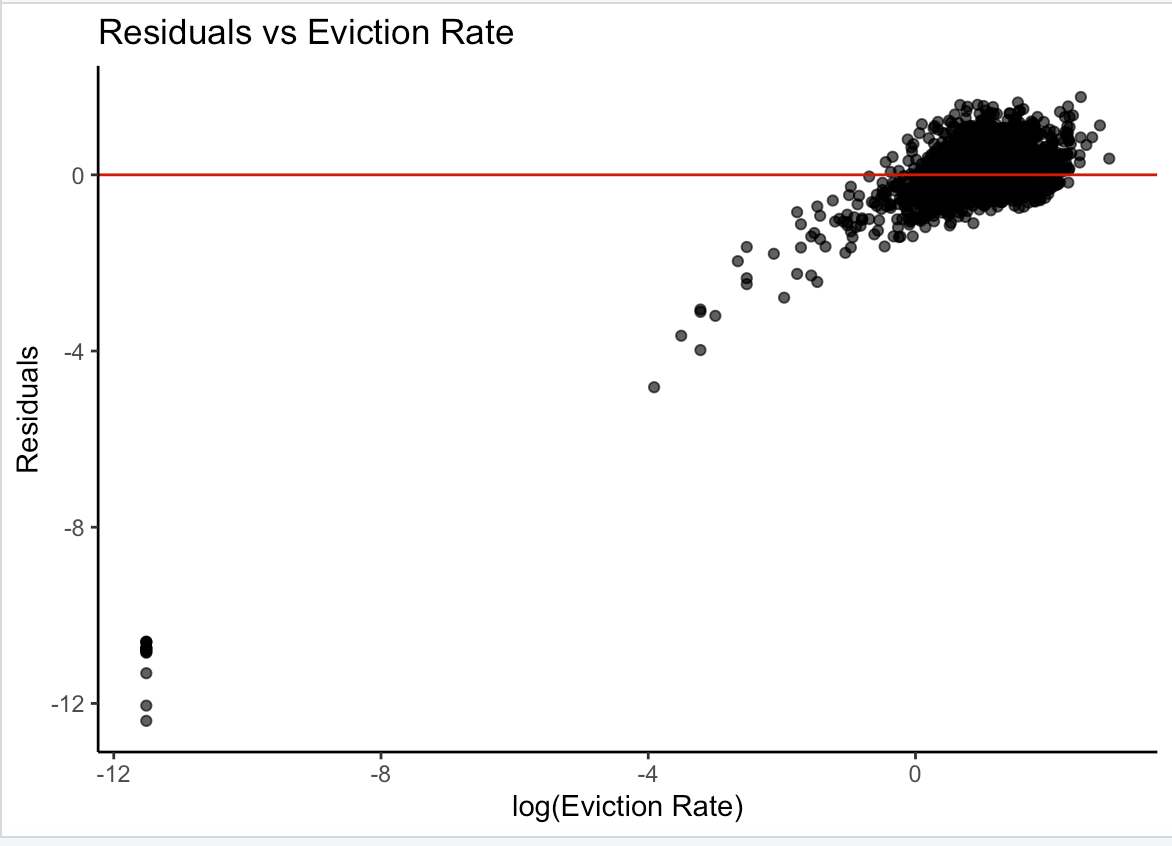 Residuals vs Eviction Rate
Residuals
0
-4
-8
-12
-12 -8 -4 0
log(Eviction Rate)